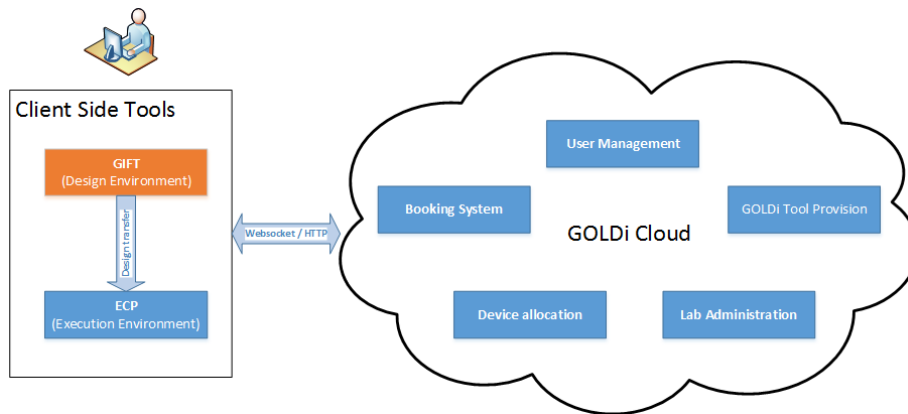 Client Side Tools
GIFT
(Design Environment)
Design transfer
ECP
(Execution Environment)
Websocket / HTTP
User Management
Booking System
GOLDi Tool Provision
GOLDi Cloud
Device allocation
Lab Administration